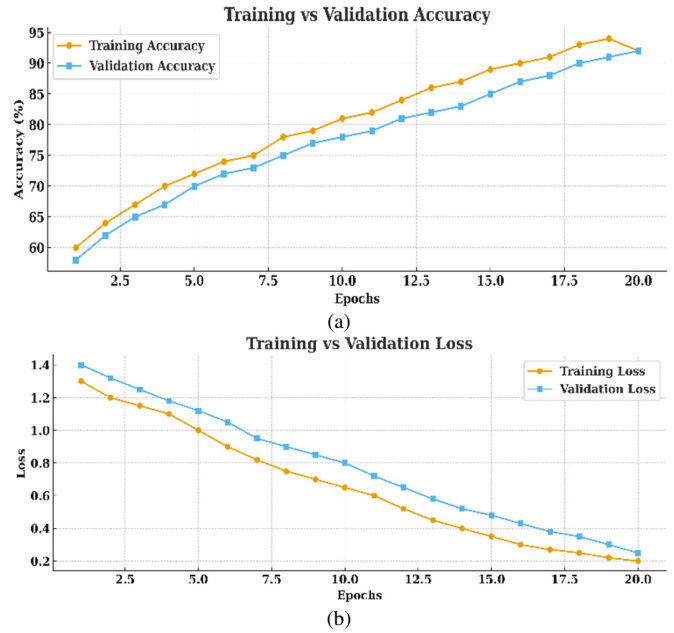 Training vs Validation Accuracy
95
90
85
80
75
70
65
60
Accuracy (%)
Training Accuracy
Validation Accuracy
2.5 5.0 7.5 10.0 12.5 15.0 17.5 20.0
Epochs
(a)
Training vs Validation Loss
1.4
1.2
1.0
0.8
0.6
0.4
0.2
Loss
Training Loss
Validation Loss
2.5 5.0 7.5 10.0 12.5 15.0 17.5 20.0
Epochs
(b)